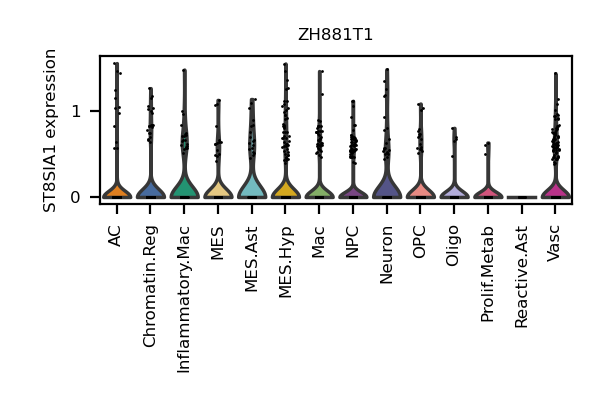 ZH881T1
ST8SIA1 expression
1
0
AC
Chromatin.Reg
Inflammatory.Mac
MES
MES.Ast
MES.Hyp
Mac
NPC
Neuron
OPC
Oligo
Prolif.Metab
Reactive.Ast
Vasc